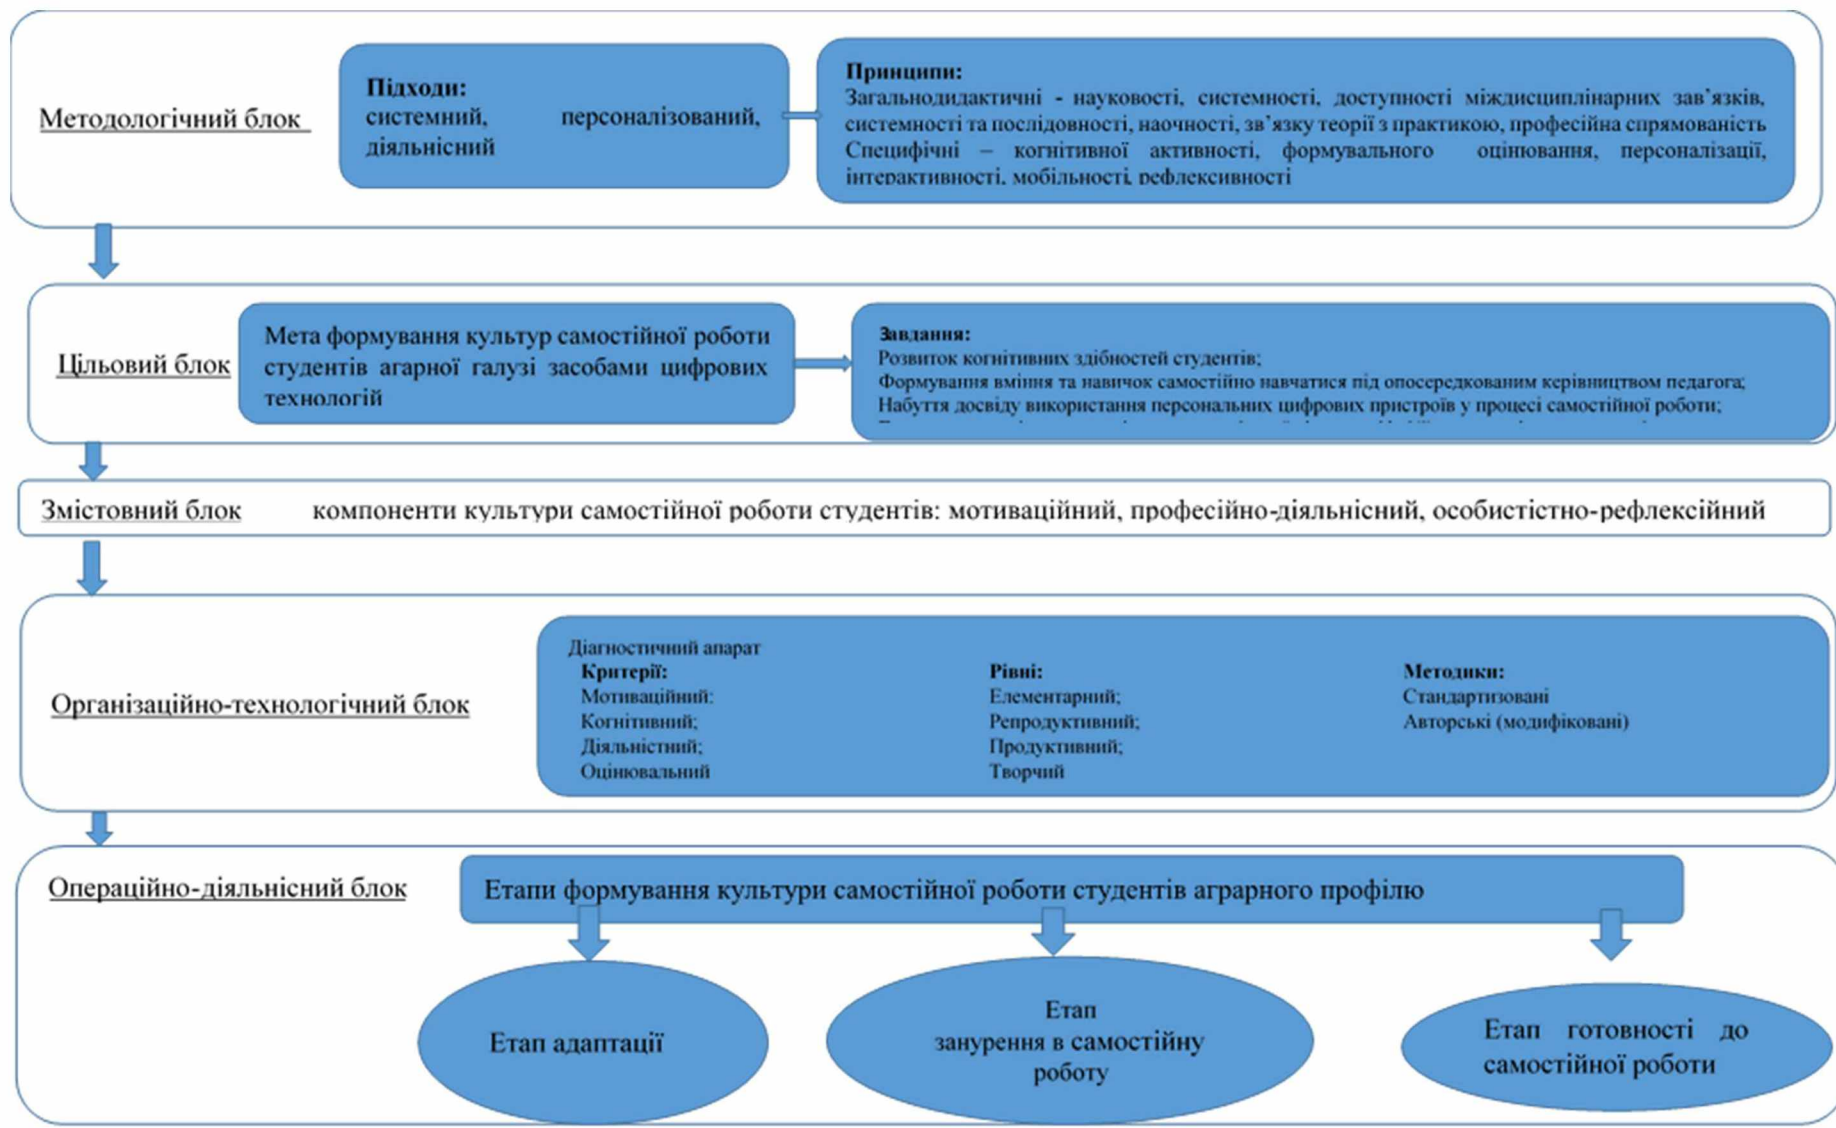 Методологічний блок
Підходи:
системний, персоналізований,
діяльнісний
Принципи:
Загальнодидактичні - науковості, системності, доступності міждисциплінарних зав’язків,
системності та послідовності, наочності, зв’язку теорії з практикою, професійна спрямованість
Специфічні – когнітивної активності, формувального оцінювання, персоналізації,
інтерактивності, мобільності, рефлексивності
Цільовий блок
Мета формування культур самостійної роботи
студентів агарної галузі засобами цифрових
технологій
Завдання:
Розвиток когнітивних здібностей студентів;
Формування вміння та навичок самостійно навчатися під опосередкованим керівництвом педагога;
Набуття досвіду використання персональних цифрових пристроїв у процесі самостійної роботи;
Змістовний блок компоненти культури самостійної роботи студентів: мотиваційний, професійно-діяльнісний, особистістно-рефлексійний
Організаційно-технологічний блок
Діагностичний апарат
Критерії:
Мотиваційний:
Когнітивний;
Діяльністний;
Оцінювальний
Рівні:
Елементарний;
Репродуктивний;
Продуктивний;
Творчий
Методики:
Стандартизовані
Авторські (модифіковані)
Операційно-діяльнісний блок
Етапи формування культури самостійної роботи студентів аграрного профілю
Етап адаптації
Етап
занурення в самостійну
роботу
Етап готовності до
самостійної роботи